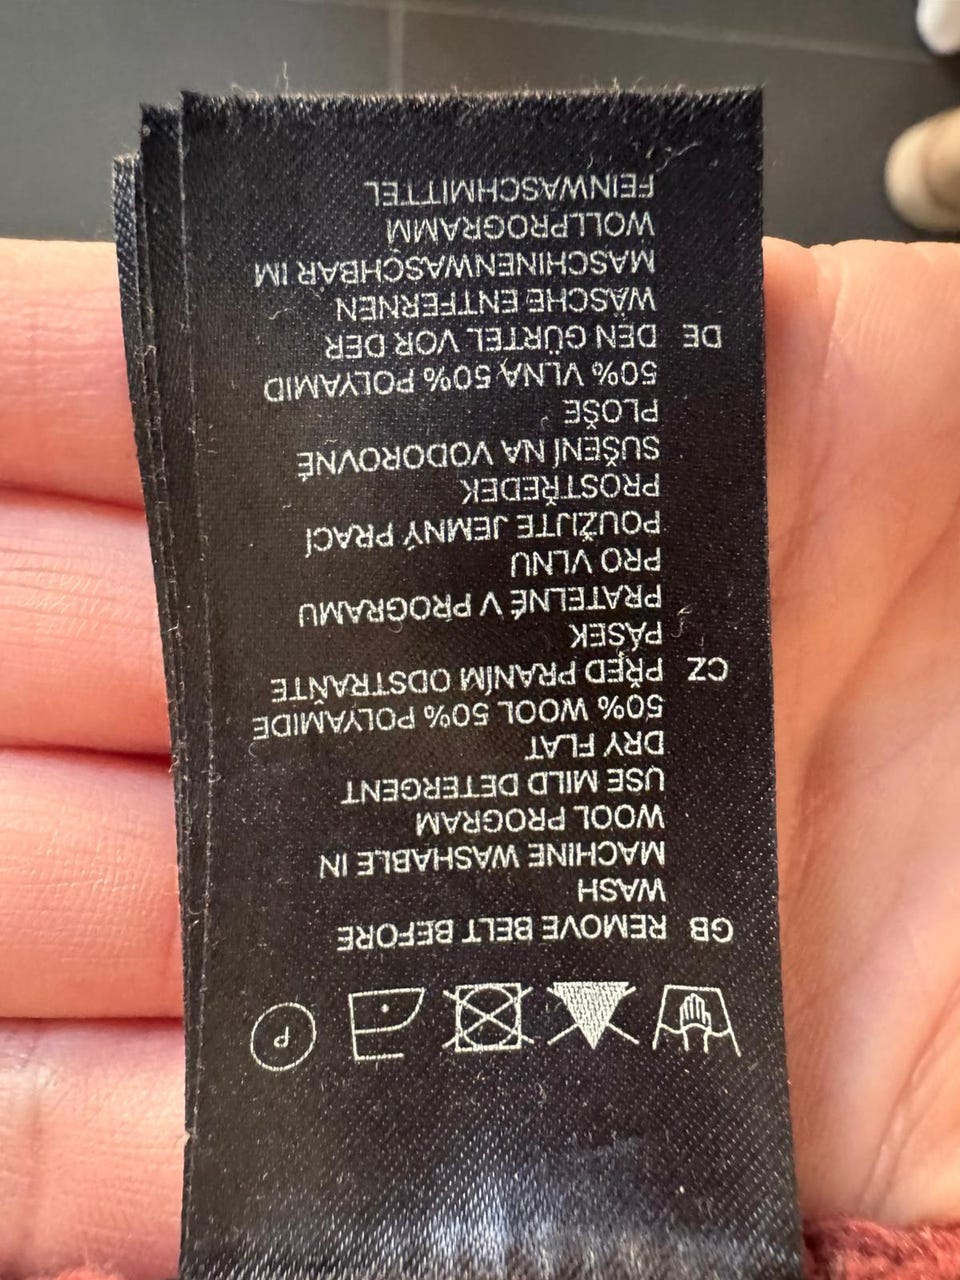 P
GB REMOVE BELT BEFORE
WASH
MACHINE WASHABLE IN
WOOL PROGRAM
USE MILD DETERGENT
DRY FLAT
50% WOOL 50% POLYAMIDE
CZ PŘED PRANÍM ODSTRAŇTE
PÁSEK
PRATELNÉ V PROGRAMU
PRO VLNU
POUŽIJTE JEMNÝ PRACÍ
PROSTŘEDEK
SUŠENÍ NA VODOROVNÉ
PLOŠE
50% VLNA 50% POLYAMID
DE DEN GÜRTEL VOR DER
WÄSCHE ENTFERNEN
MASCHINENWASCHBAR IM
WOLLPROGRAMM
FEINWASCHMITTEL